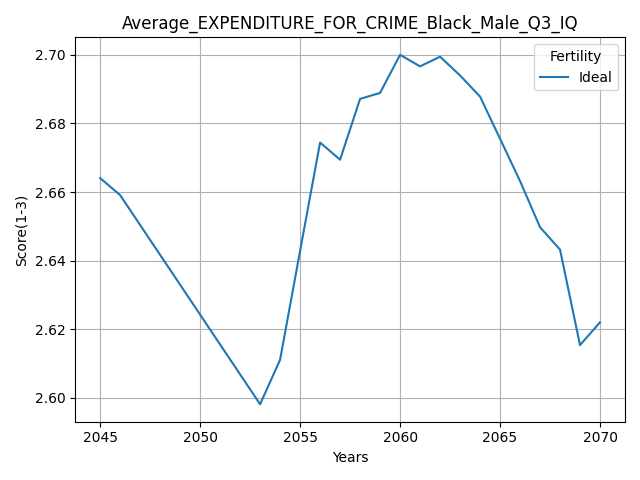 Average_EXPENDITURE_FOR_CRIME_Black_Male_Q3_IQ
Fertility
Ideal
Score(1-3)
2.70
2.68
2.66
2.64
2.62
2.60
2045 2050 2055 2060 2065 2070
Years